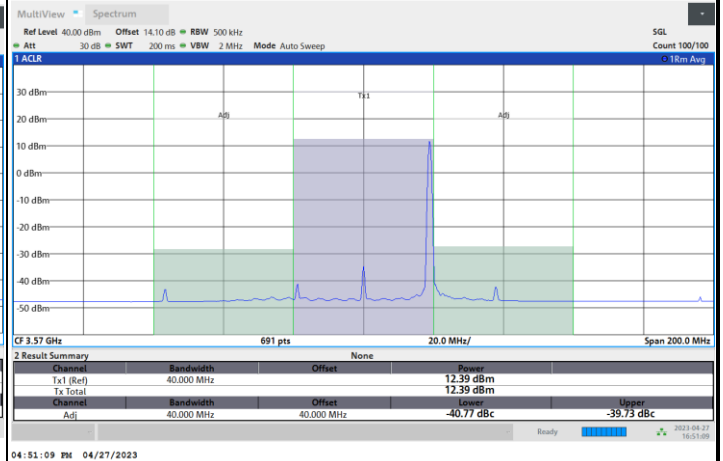 MultiView Spectrum
Ref Level 40.00 dBm Offset 14.10 dB RBW 500 kHz SGL
Att 30 dB SWT 200 ms VBW 2 MHz Mode Auto Sweep Count 100/100
1 ACLR 1Rm Avg
30 dBm
Tx1
20 dBm
Adj Adj
10 dBm
0 dBm
-10 dBm
-20 dBm
-30 dBm
-40 dBm
-50 dBm
CF 3.57 GHz 691 pts 20.0 MHz/ Span 200.0 MHz
2 Result Summary None
Channel Bandwidth Offset Power
Tx1 (Ref) 40.000 MHz 12.39 dBm
Tx Total 12.39 dBm
Channel Bandwidth Offset Lower Upper
Adj 40.000 MHz 40.000 MHz -40.77 dBc -39.73 dBc
Ready 2023-04-27
16:51:09
04:51:09 PM 04/27/2023